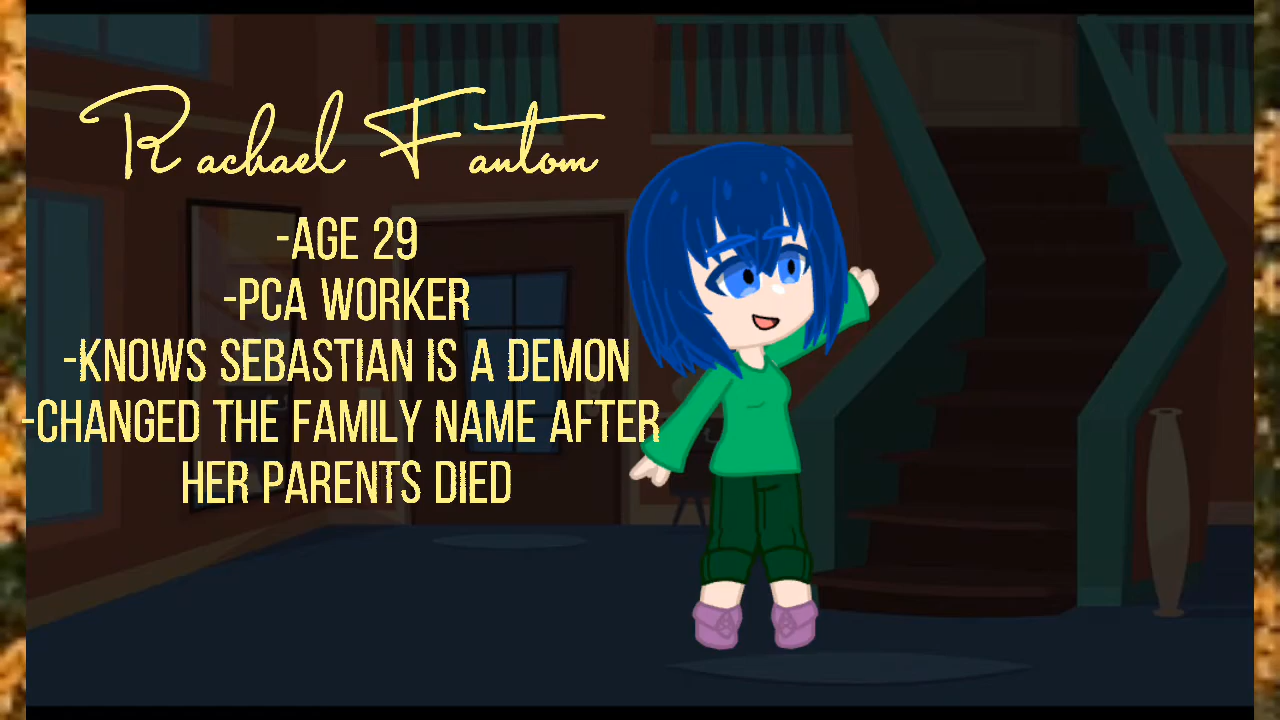 Rachael Fantom
-AGE 29
-PCA WORKER
-KNOWS SEBASTIAN IS A DEMON
-CHANGED THE FAMILY NAME AFTER
HER PARENTS DIED